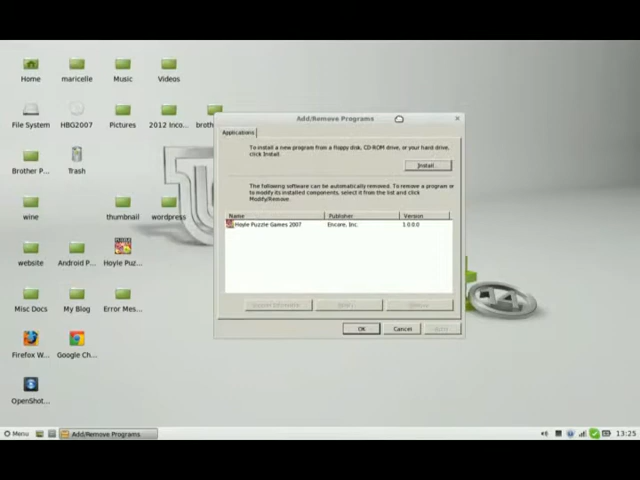 Home
maricelle
Music
Videos
File System
HBG2007
Pictures
2012 Inco...
broth
Brother P...
Trash
wine
thumbnail
wordpress
website
Android P...
Hoyle Puz...
Misc Docs
My Blog
Error Mes...
Firefox W...
Google Ch...
OpenShot...
Add/Remove Programs
Applications
To install a new program from a floppy disk, CD-ROM drive, or your hard drive,
click Install.
Install...
The following software can be automatically removed. To remove a program or
to modify its installed components, select it from the list and click
Modify/Remove.
Name Publisher Version
Hoyle Puzzle Games 2007 Encore, Inc. 1.0.0.0
OK Cancel
Menu
Add/Remove Programs
13:25